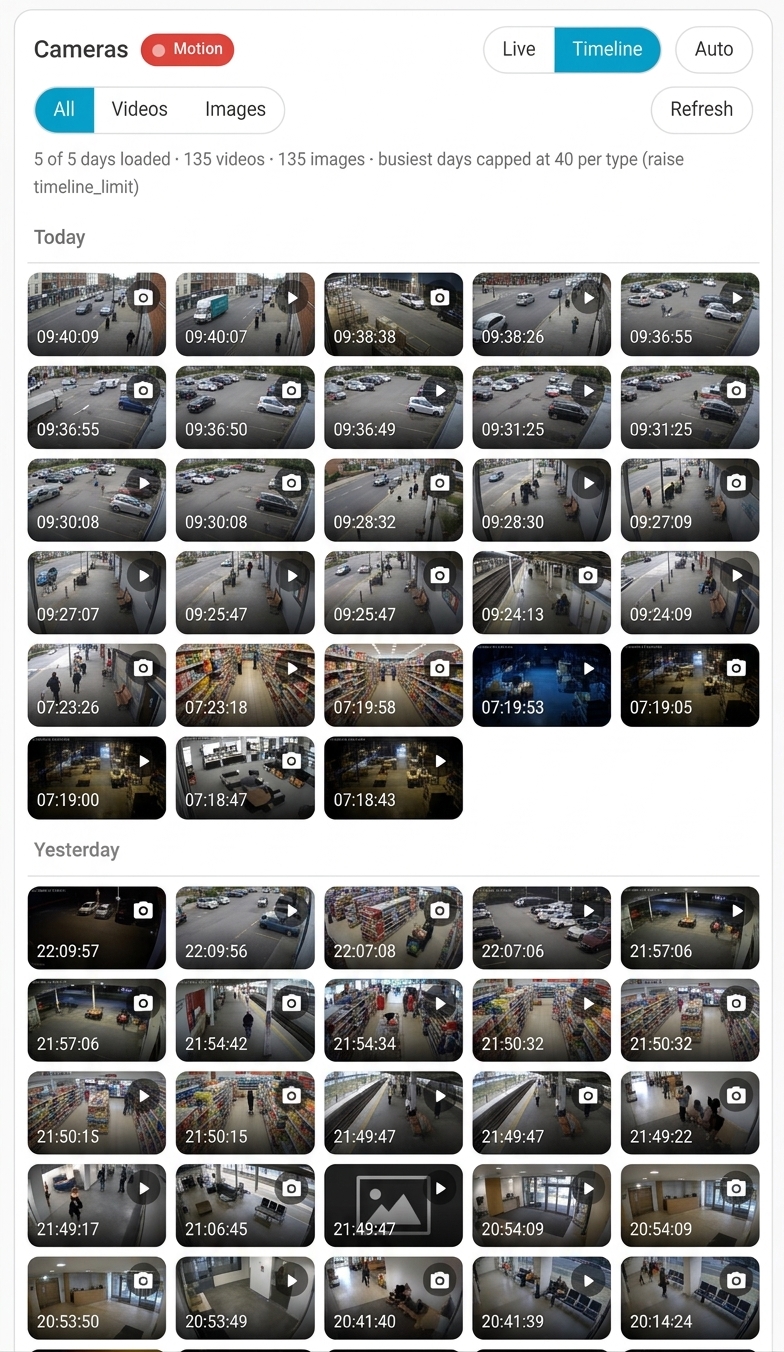 Cameras Motion Live Timeline Auto
All Videos Images Refresh
5 of 5 days loaded · 135 videos · 135 images · busiest days capped at 40 per type (raise
timeline_limit)
Today
09:40:09 09:40:07 09:38:38 09:38:26 09:36:55
09:36:55 09:36:50 09:36:49 09:31:25 09:31:25
09:30:08 09:30:08 09:28:32 09:28:30 09:27:09
09:27:07 09:25:47 09:25:47 09:24:13 09:24:09
07:23:26 07:23:18 07:19:58 07:19:53 07:19:05
07:19:00 07:18:47 07:18:43
Yesterday
22:09:57 22:09:56 22:07:08 22:07:06 21:57:06
21:57:06 21:54:42 21:54:34 21:50:32 21:50:32
21:50:15 21:50:15 21:49:47 21:49:47 21:49:22
21:49:17 21:06:45 21:49:47 20:54:09 20:54:09
20:53:50 20:53:49 20:41:40 20:41:39 20:14:24